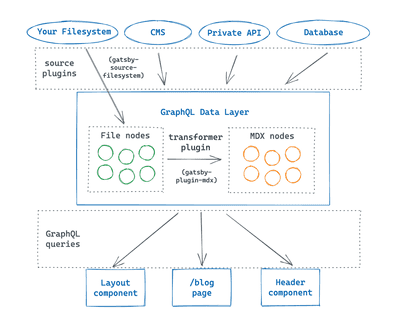 Your Filesystem
CMS
Private API
Database
source
plugins
(gatsby-
source-
filesystem)
GraphQL Data Layer
File nodes
transformer
plugin
(gatsby-
plugin-mdx)
MDX nodes
GraphQL
queries
Layout
component
/blog
page
Header
component